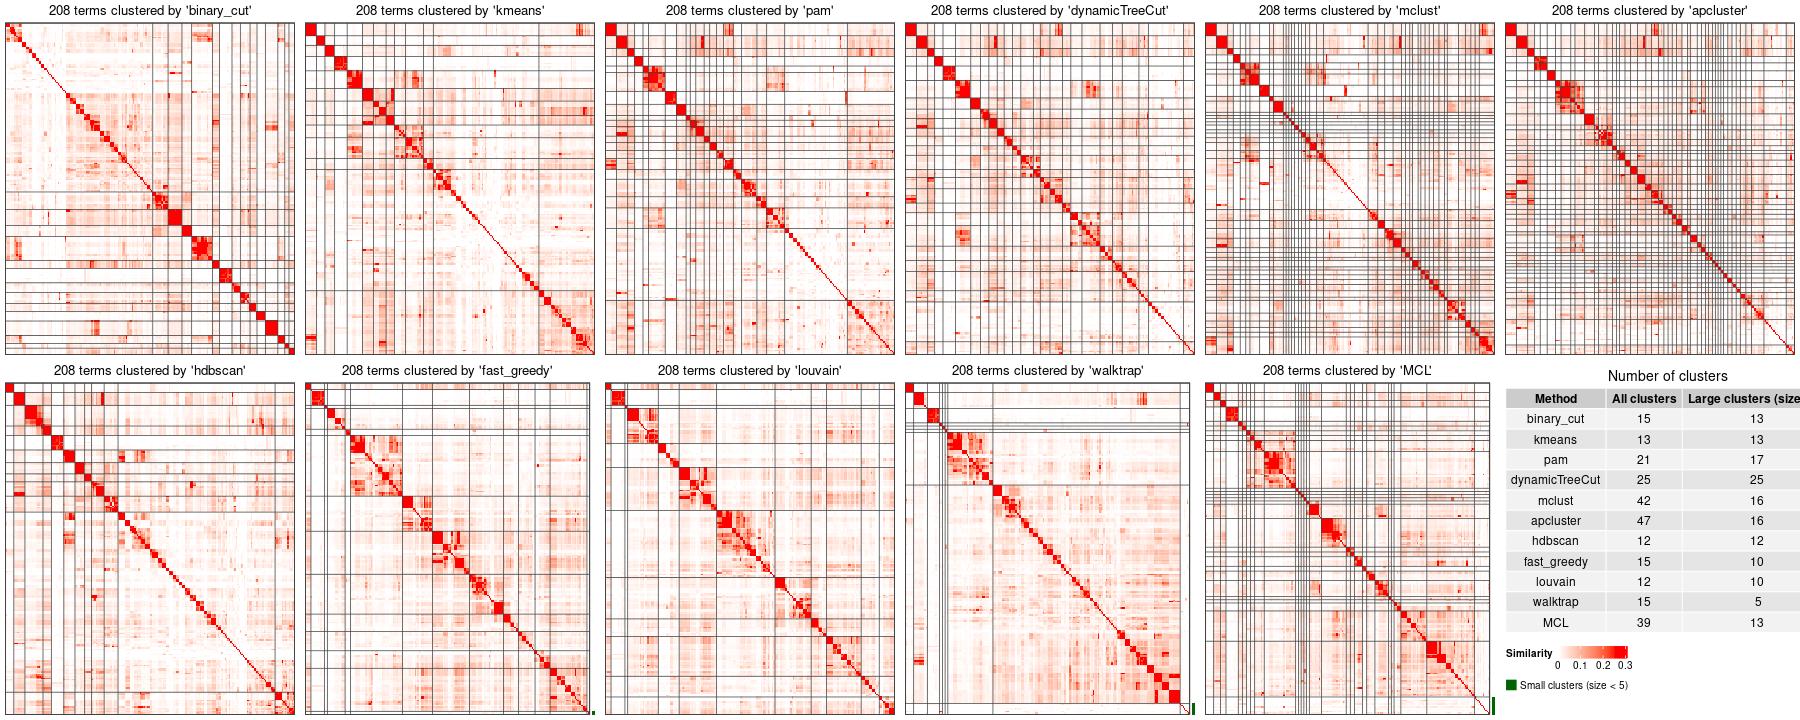 208 terms clustered by 'binary_cut'
208 terms clustered by 'kmeans'
208 terms clustered by 'pam'
208 terms clustered by 'dynamicTreeCut'
208 terms clustered by 'mclust'
208 terms clustered by 'apcluster'
208 terms clustered by 'hdbscan'
208 terms clustered by 'fast_greedy'
208 terms clustered by 'louvain'
208 terms clustered by 'walktrap'
208 terms clustered by 'MCL'
Number of clusters
Method All clusters Large clusters (size
binary_cut 15 13
kmeans 13 13
pam 21 17
dynamicTreeCut 25 25
mclust 42 16
apcluster 47 16
hdbscan 12 12
fast_greedy 15 10
louvain 12 10
walktrap 15 5
MCL 39 13
Similarity
0 0.1 0.2 0.3
Small clusters (size < 5)